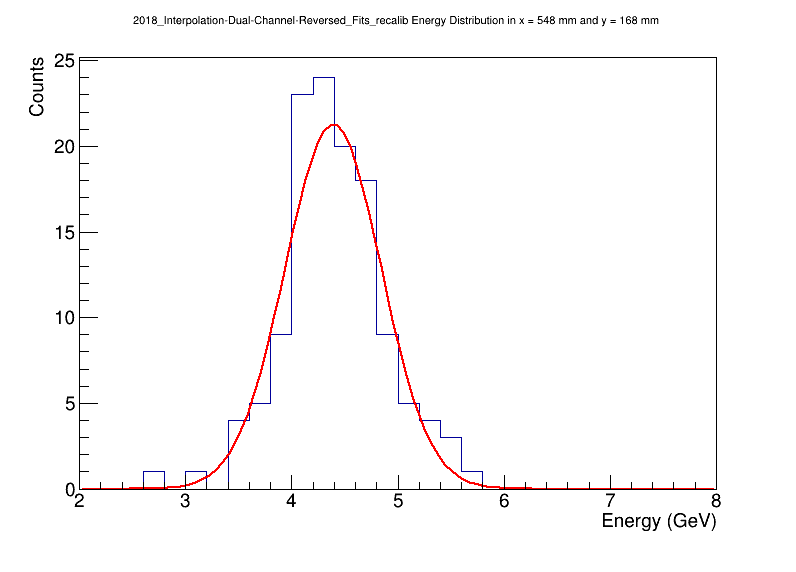 2018_Interpolation-Dual-Channel-Reversed_Fits_recalib Energy Distribution in x = 548 mm and y = 168 mm
Counts
25
20
15
10
5
0
2 3 4 5 6 7 8
Energy (GeV)